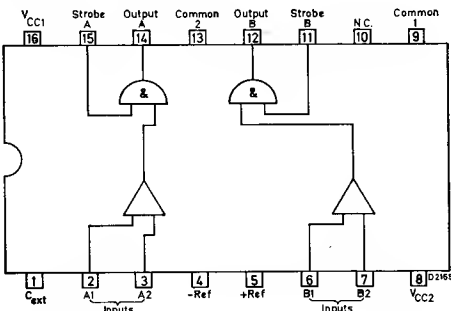 V CC1 Strobe A Output A Common 2 Output B Strobe B N.C. Common 1
16 15 14 13 12 11 10 9
& &
1 2 3 4 5 6 7 8 D2165
Cext A1 A2 -Ref +Ref B1 B2 VCC2
Inputs Inputs